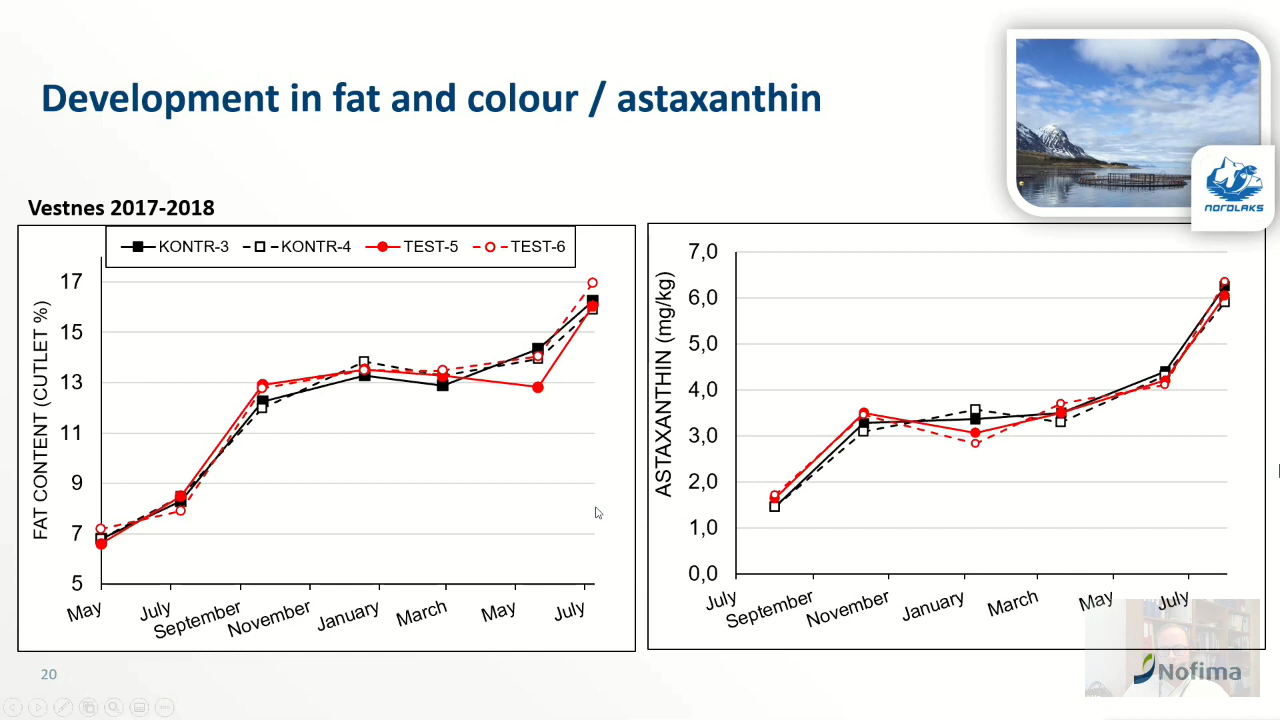 Development in fat and colour / astaxanthin
NORDLAKS
Vestnes 2017-2018
KONTR-3 KONTR-4 TEST-5 TEST-6
FAT CONTENT (CUTLET %)
17
15
13
11
9
7
5
May July September November January March May July
ASTAXANTHIN (mg/kg)
7,0
6,0
5,0
4,0
3,0
2,0
1,0
0,0
July September November January March May July
20
Nofima